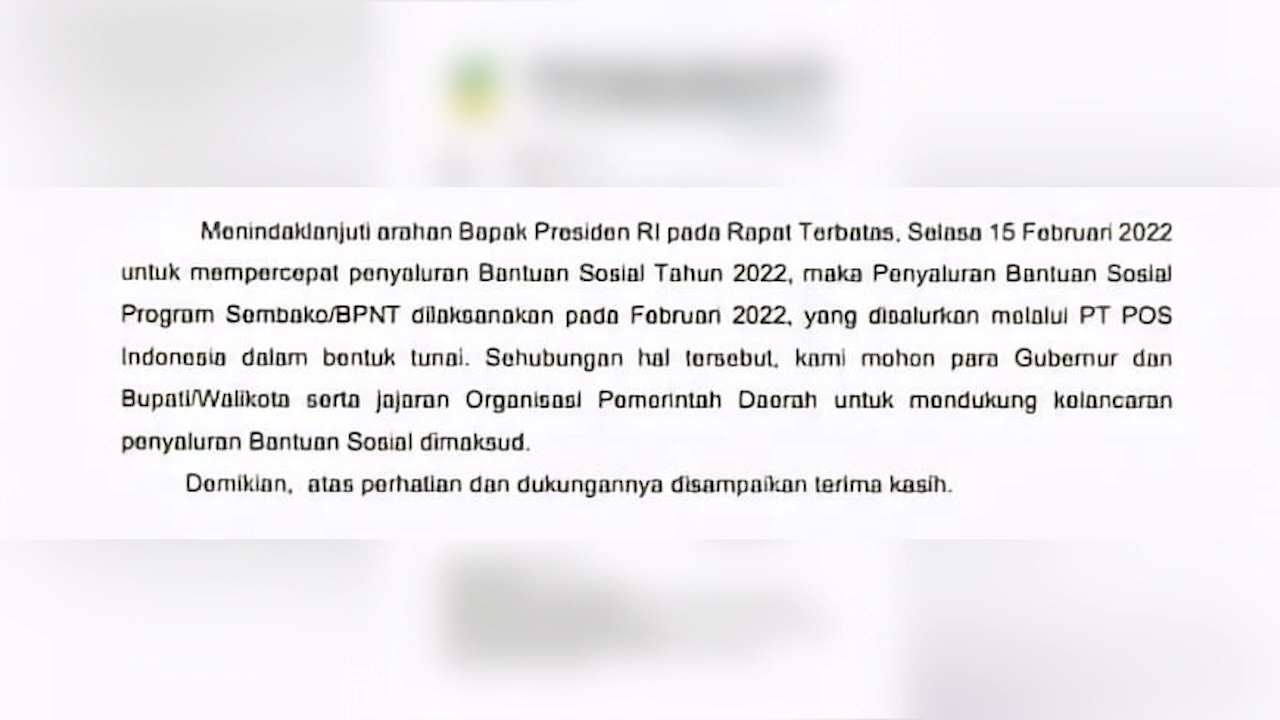 Menindaklanjuti arahan Bapak Presiden RI pada Rapat Terbatas, Selasa 15 Februari 2022
untuk mempercepat penyaluran Bantuan Sosial Tahun 2022, maka Penyaluran Bantuan Sosial
Program Sembako/BPNT dilaksanakan pada Februari 2022, yang disalurkan melalui PT POS
Indonesia dalam bentuk tunai. Sehubungan hal tersebut, kami mohon para Gubernur dan
Bupati/Walikota serta jajaran Organisasi Pemerintah Daerah untuk mendukung kelancaran
penyaluran Bantuan Sosial dimaksud.
Demikian, atas perhatian dan dukungannya disampaikan terima kasih.